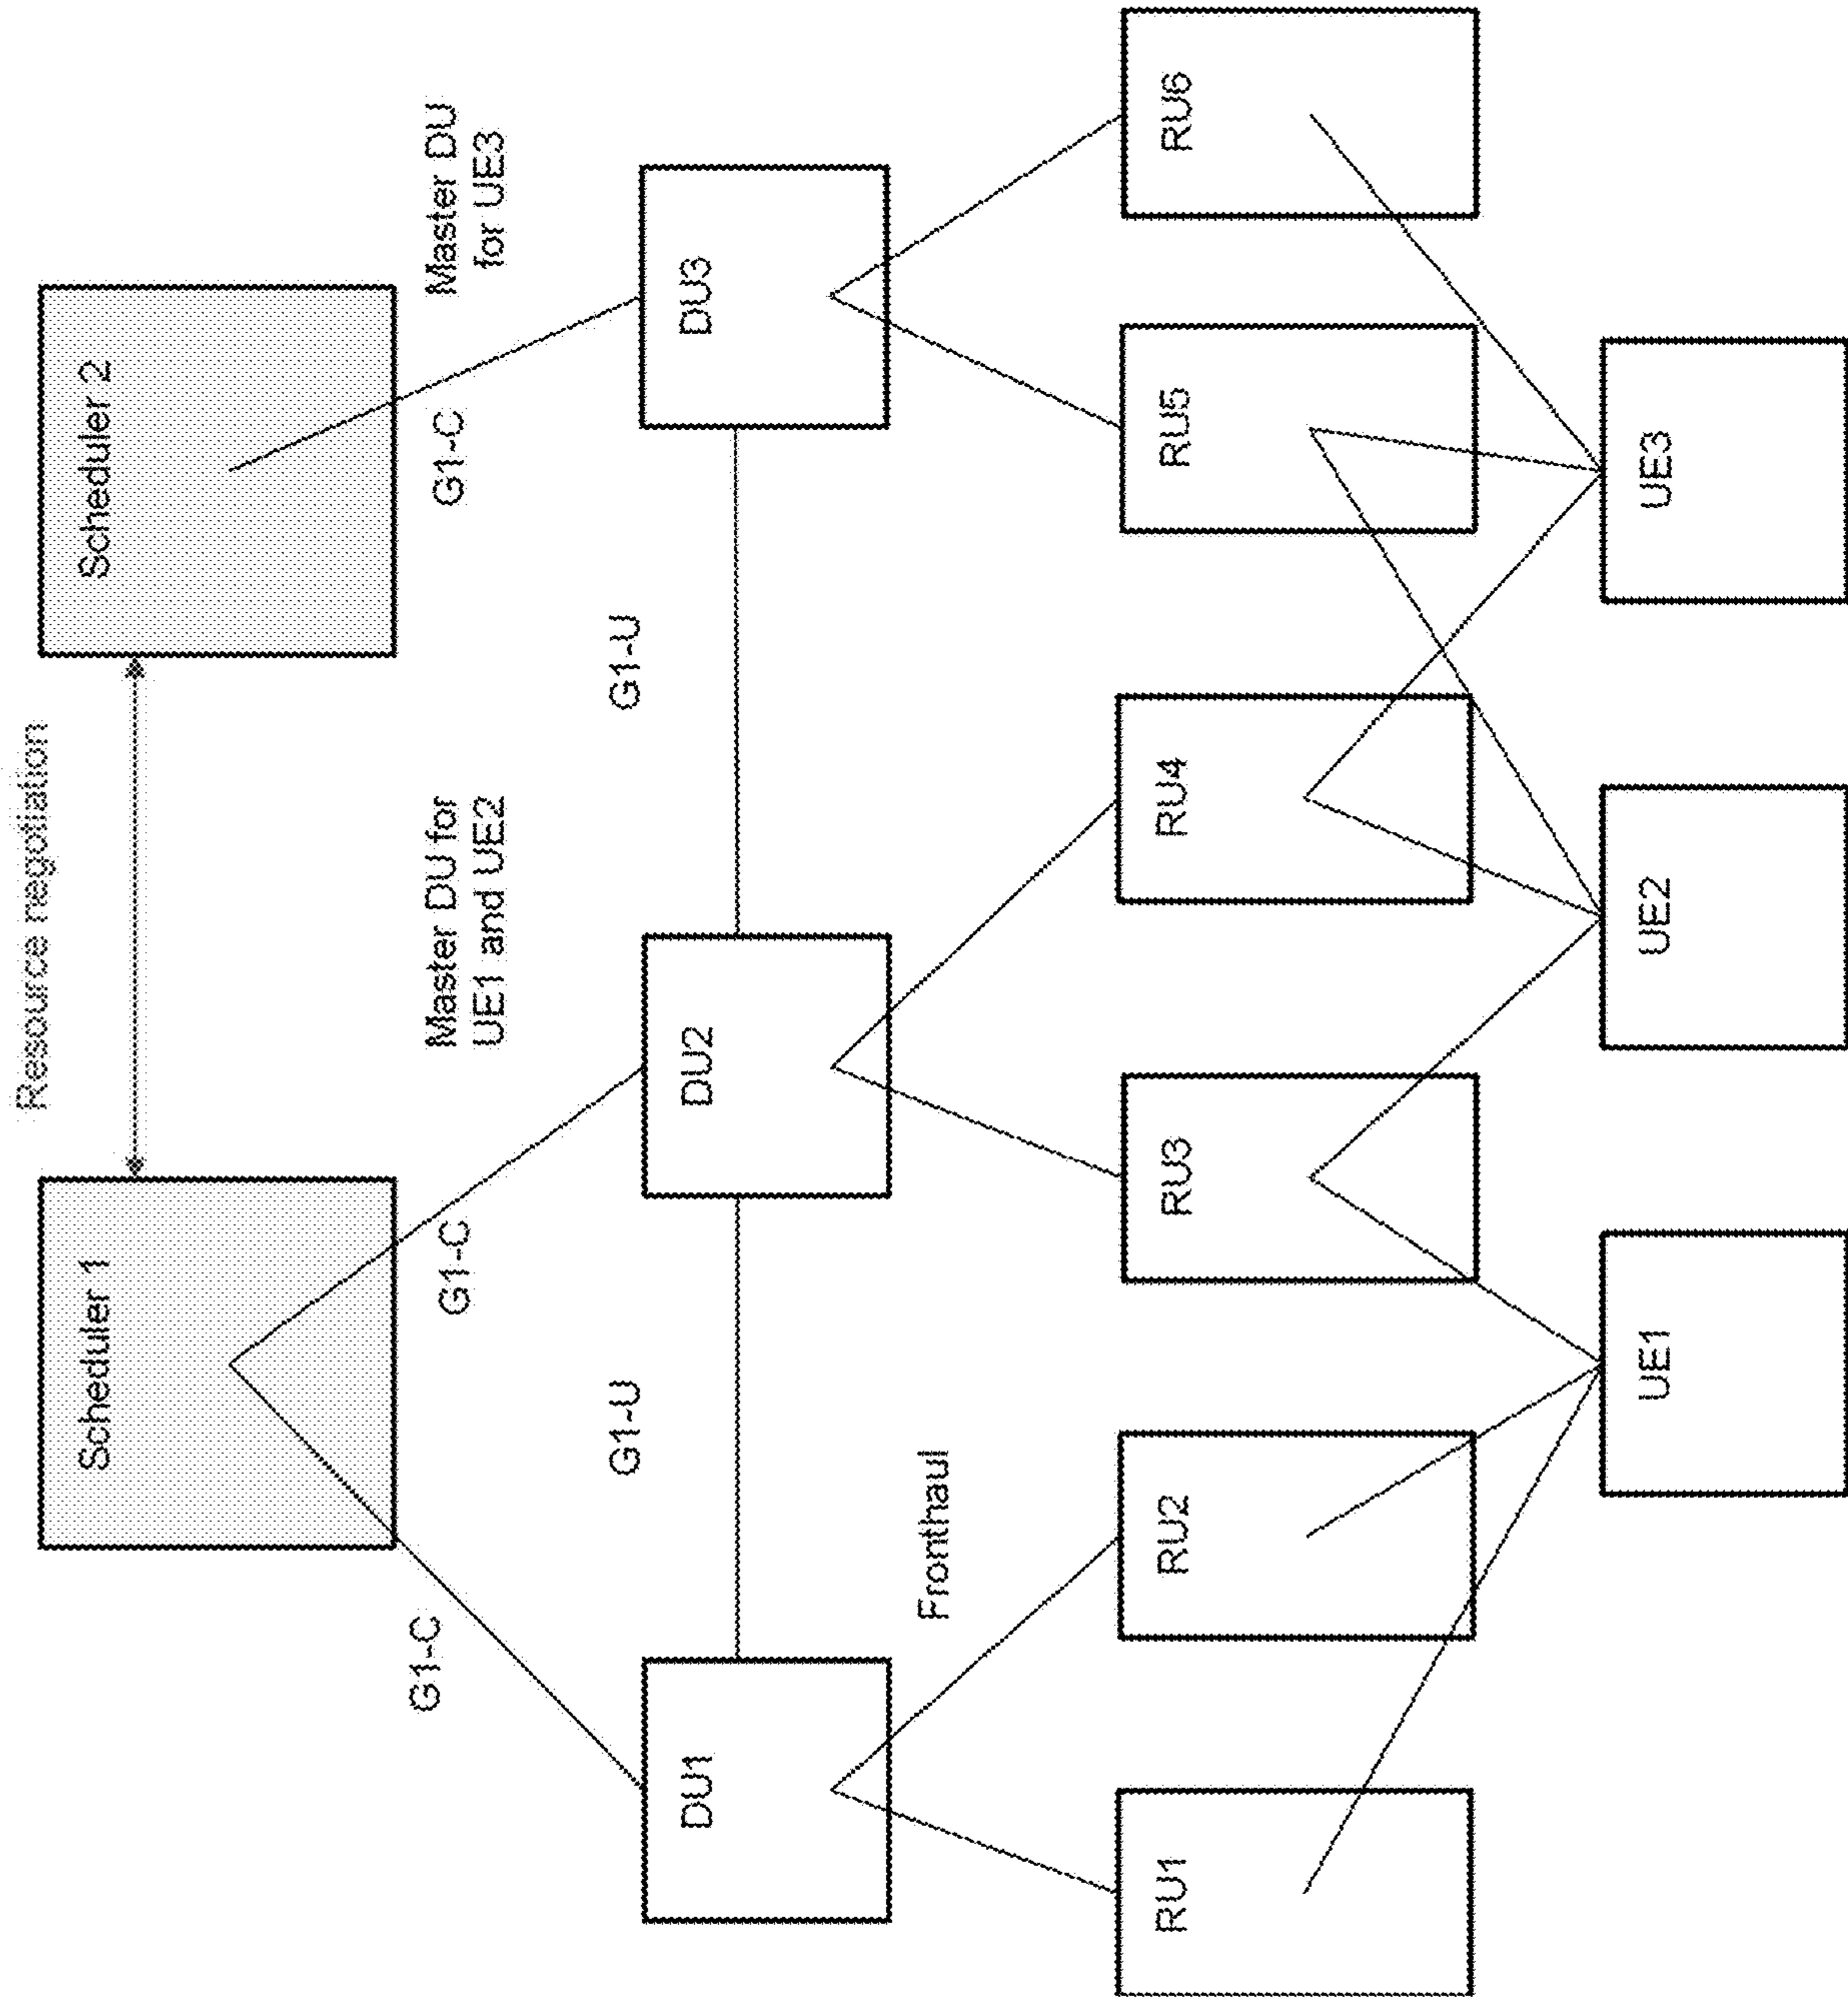 Resource negotiation
Scheduler 1
Scheduler 2
G1-C
G1-C
Master DU for
UE1 and UE2
G1-C
Master DU
for UE3
G1-U
G1-U
DU1
DU2
DU3
Fronthaul
RU1
RU2
RU3
RU4
RU5
RU6
UE1
UE2
UE3